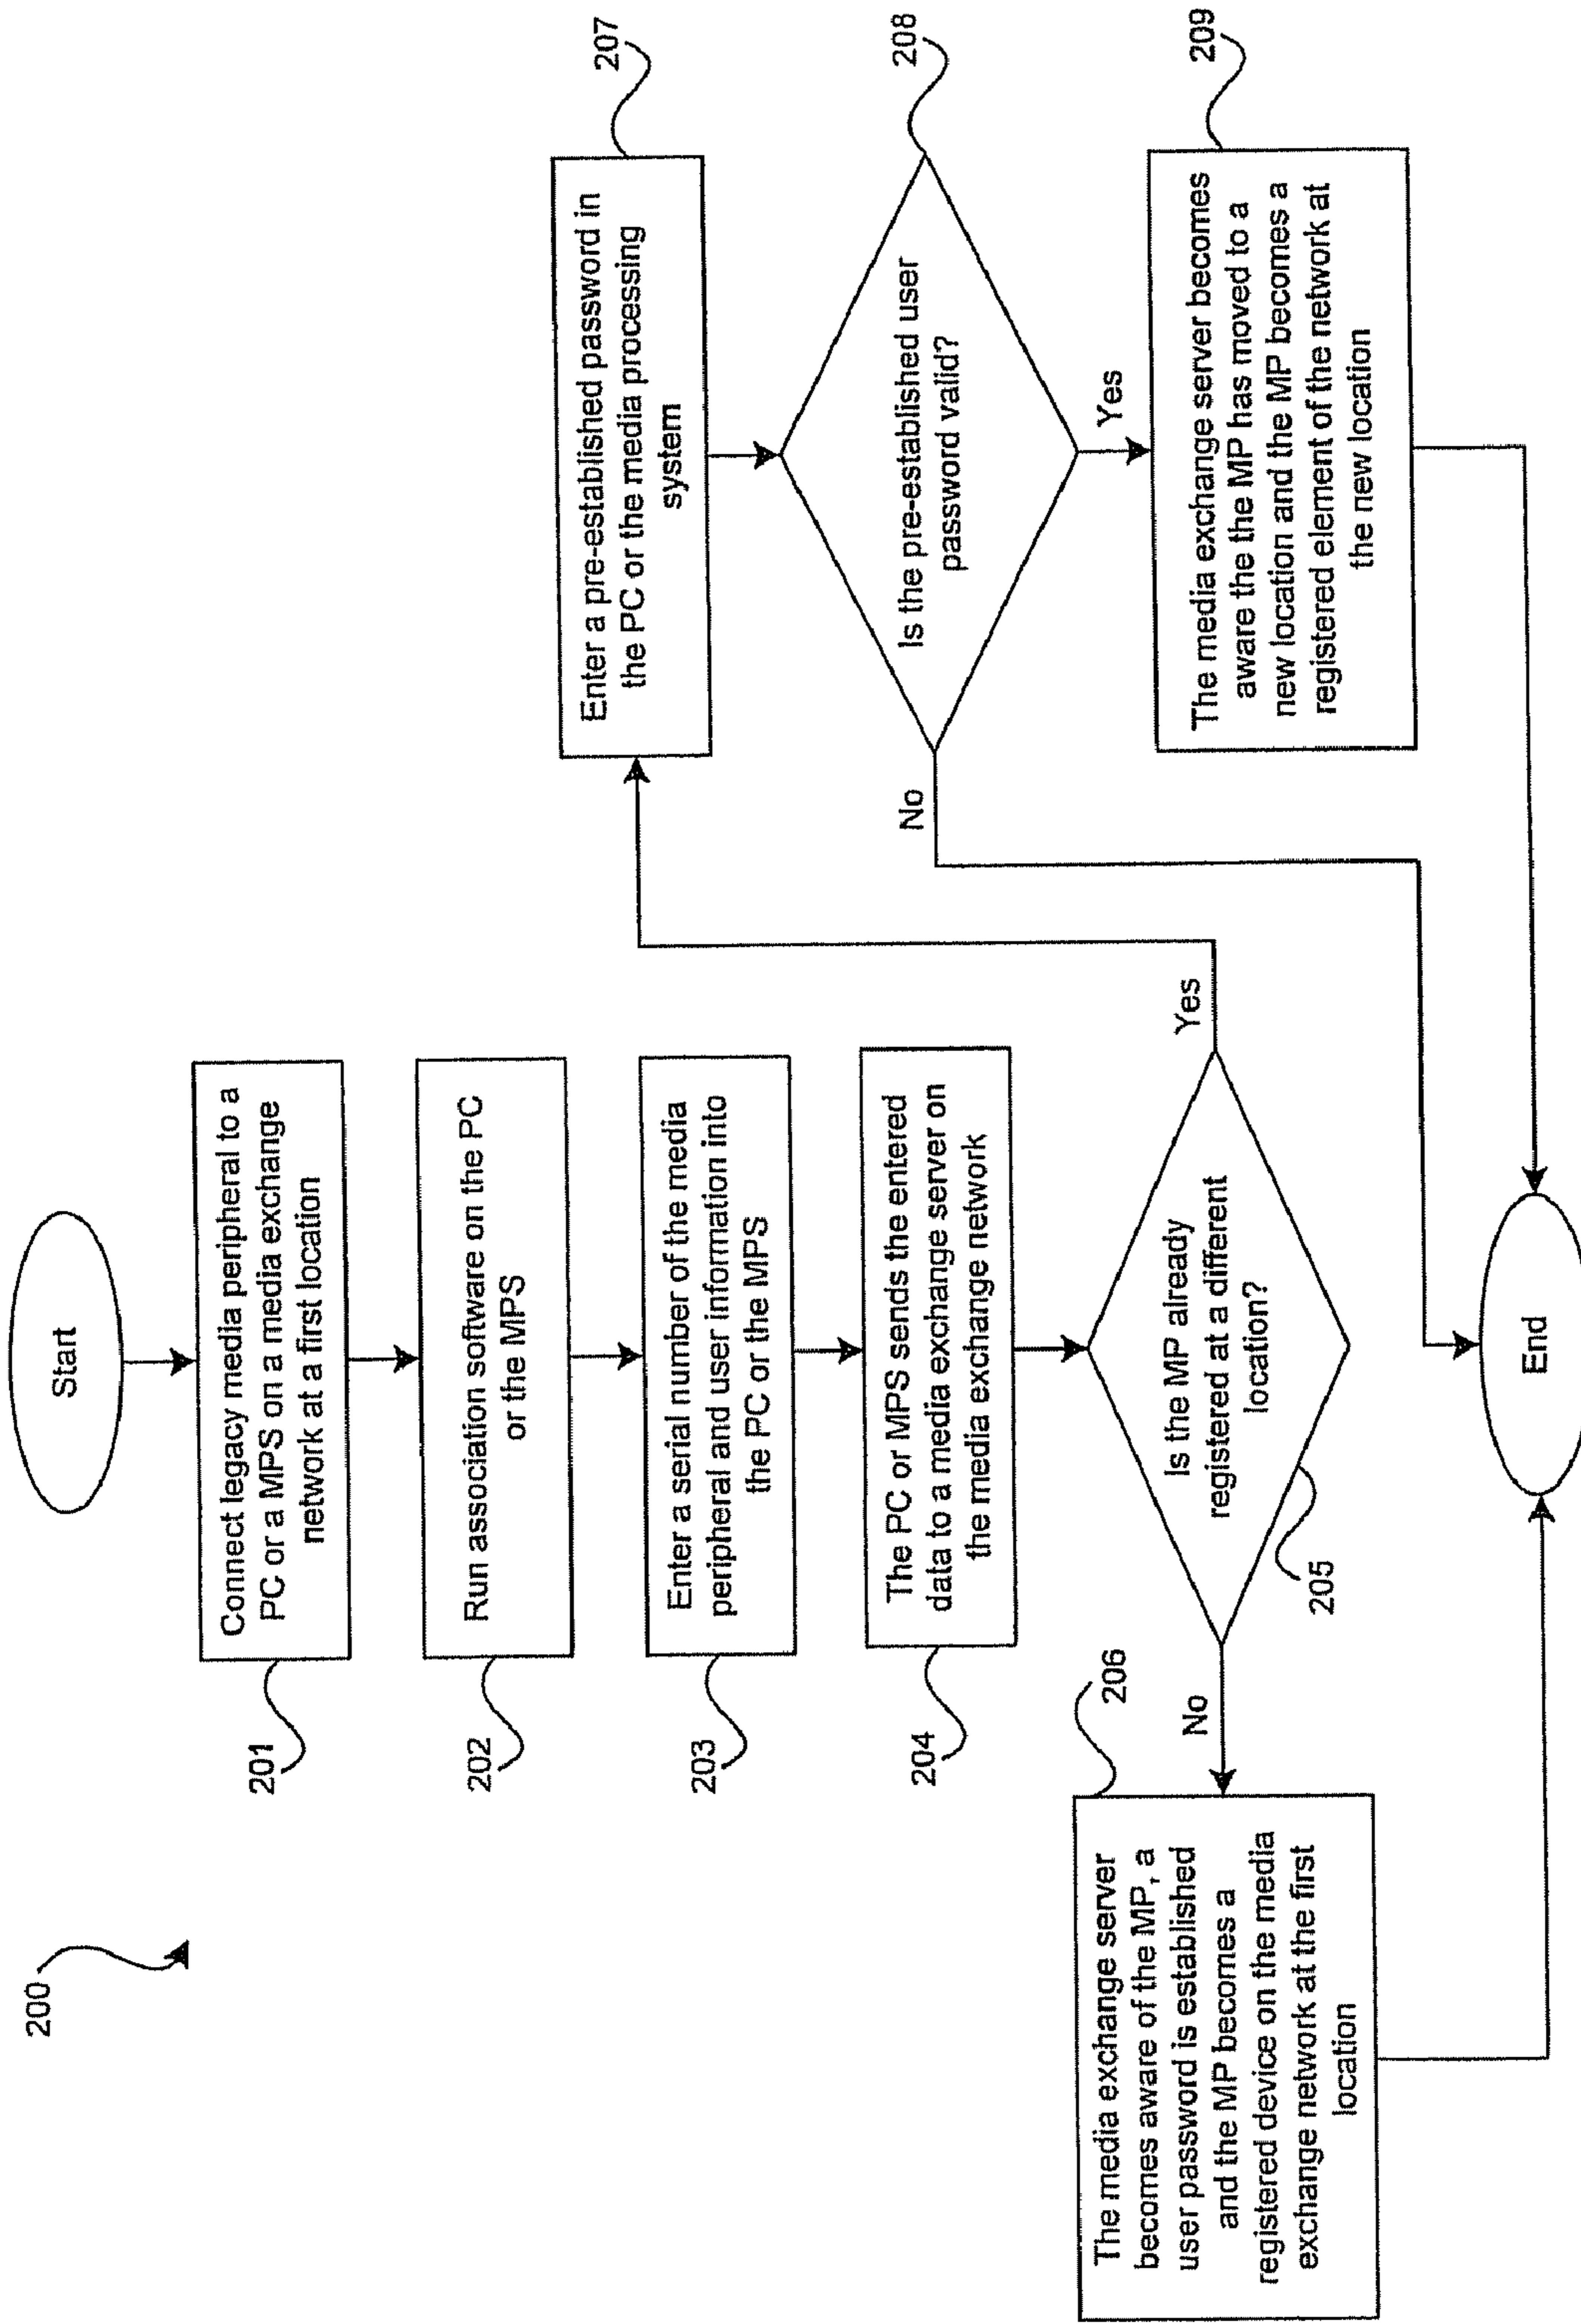 200
Start
201
Connect legacy media peripheral to a
PC or a MPS on a media exchange
network at a first location
202
Run association software on the PC
or the MPS
203
Enter a serial number of the media
peripheral and user information into
the PC or the MPS
204
The PC or MPS sends the entered
data to a media exchange server on
the media exchange network
Is the MP already
registered at a different
location?
205
No
Yes
206
The media exchange server
becomes aware of the MP, a
user password is established
and the MP becomes a
registered device on the media
exchange network at the first
location
207
Enter a pre-established password in
the PC or the media processing
system
208
Is the pre-established user
password valid?
No
Yes
209
The media exchange server becomes
aware the the MP has moved to a
new location and the MP becomes a
registered element of the network at
the new location
End